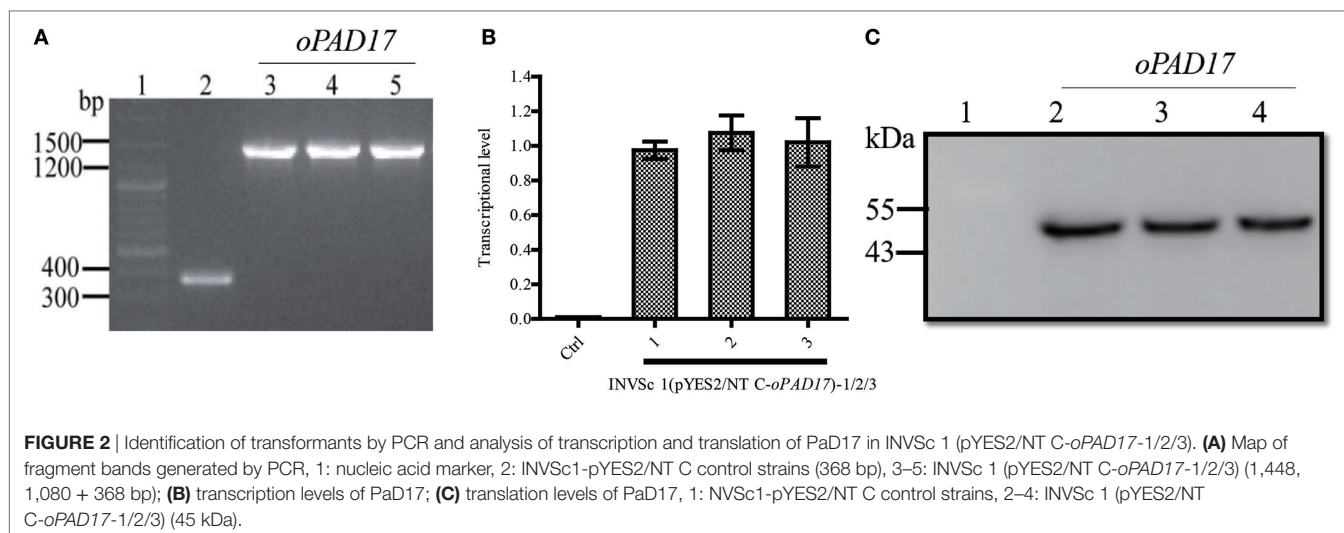 A
oPAD17
1 2 3 4 5
bp
1500
1200
400
300
B
Transcriptional level
1.4
1.2
1.0
0.8
0.6
0.4
0.2
0.0
Ctrl
1
2
3
INVSc 1(pYES2/NT C-oPAD17)-1/2/3
C
oPAD17
1 2 3 4
kDa
55
43
FIGURE 2 | Identification of transformants by PCR and analysis of transcription and translation of PaD17 in INVSc 1 (pYES2/NT C-oPAD17-1/2/3). (A) Map of
fragment bands generated by PCR, 1: nucleic acid marker, 2: INVSc1-pYES2/NT C control strains (368 bp), 3–5: INVSc 1 (pYES2/NT C-oPAD17-1/2/3) (1,448,
1,080 + 368 bp); (B) transcription levels of PaD17; (C) translation levels of PaD17, 1: NVSc1-pYES2/NT C control strains, 2–4: INVSc 1 (pYES2/NT
C-oPAD17-1/2/3) (45 kDa).